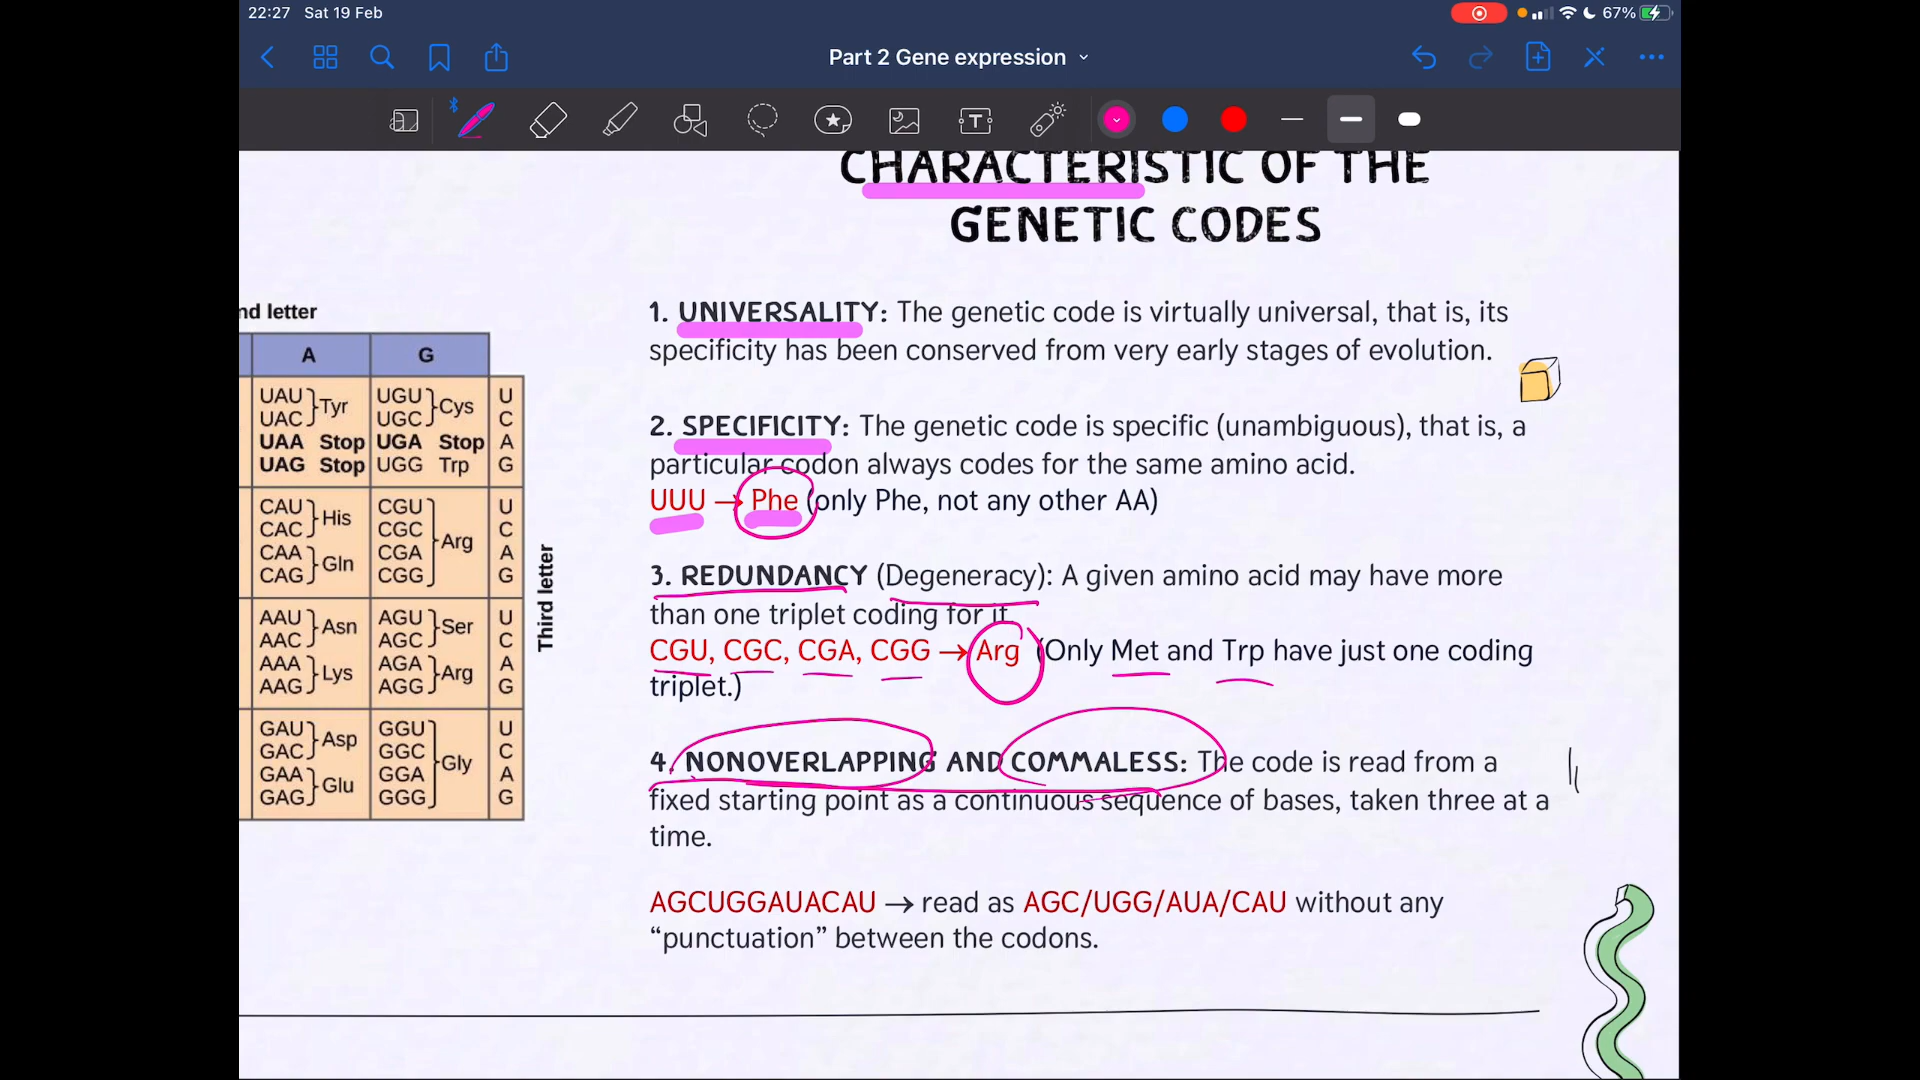 22:27 Sat 19 Feb
67%
Part 2 Gene expression
T
CHARACTERISTIC OF THE
GENETIC CODES
1. UNIVERSALITY: The genetic code is virtually universal, that is, its
specificity has been conserved from very early stages of evolution.
2. SPECIFICITY: The genetic code is specific (unambiguous), that is, a
particular codon always codes for the same amino acid.
UUU → Phe (only Phe, not any other AA)
3. REDUNDANCY (Degeneracy): A given amino acid may have more
than one triplet coding for it.
CGU, CGC, CGA, CGG → Arg (Only Met and Trp have just one coding
triplet.)
4. NONOVERLAPPING AND COMMALESS: The code is read from a
fixed starting point as a continuous sequence of bases, taken three at a
time.
AGCUGGAUACAU → read as AGC/UGG/AUA/CAU without any
“punctuation” between the codons.
nd letter
A G
UAU Tyr UGU Cys U
UAC UGC C
UAA Stop UGA Stop A
UAG Stop UGG Trp G
CAU His CGU Arg U
CAC CGC C
CAA Gln CGA A
CAG CGG G
AAU Asn AGU Ser U
AAC AGC C
AAA Lys AGA Arg A
AAG AGG G
GAU Asp GGU Gly U
GAC GGC C
GAA Glu GGA A
GAG GGG G
Third letter